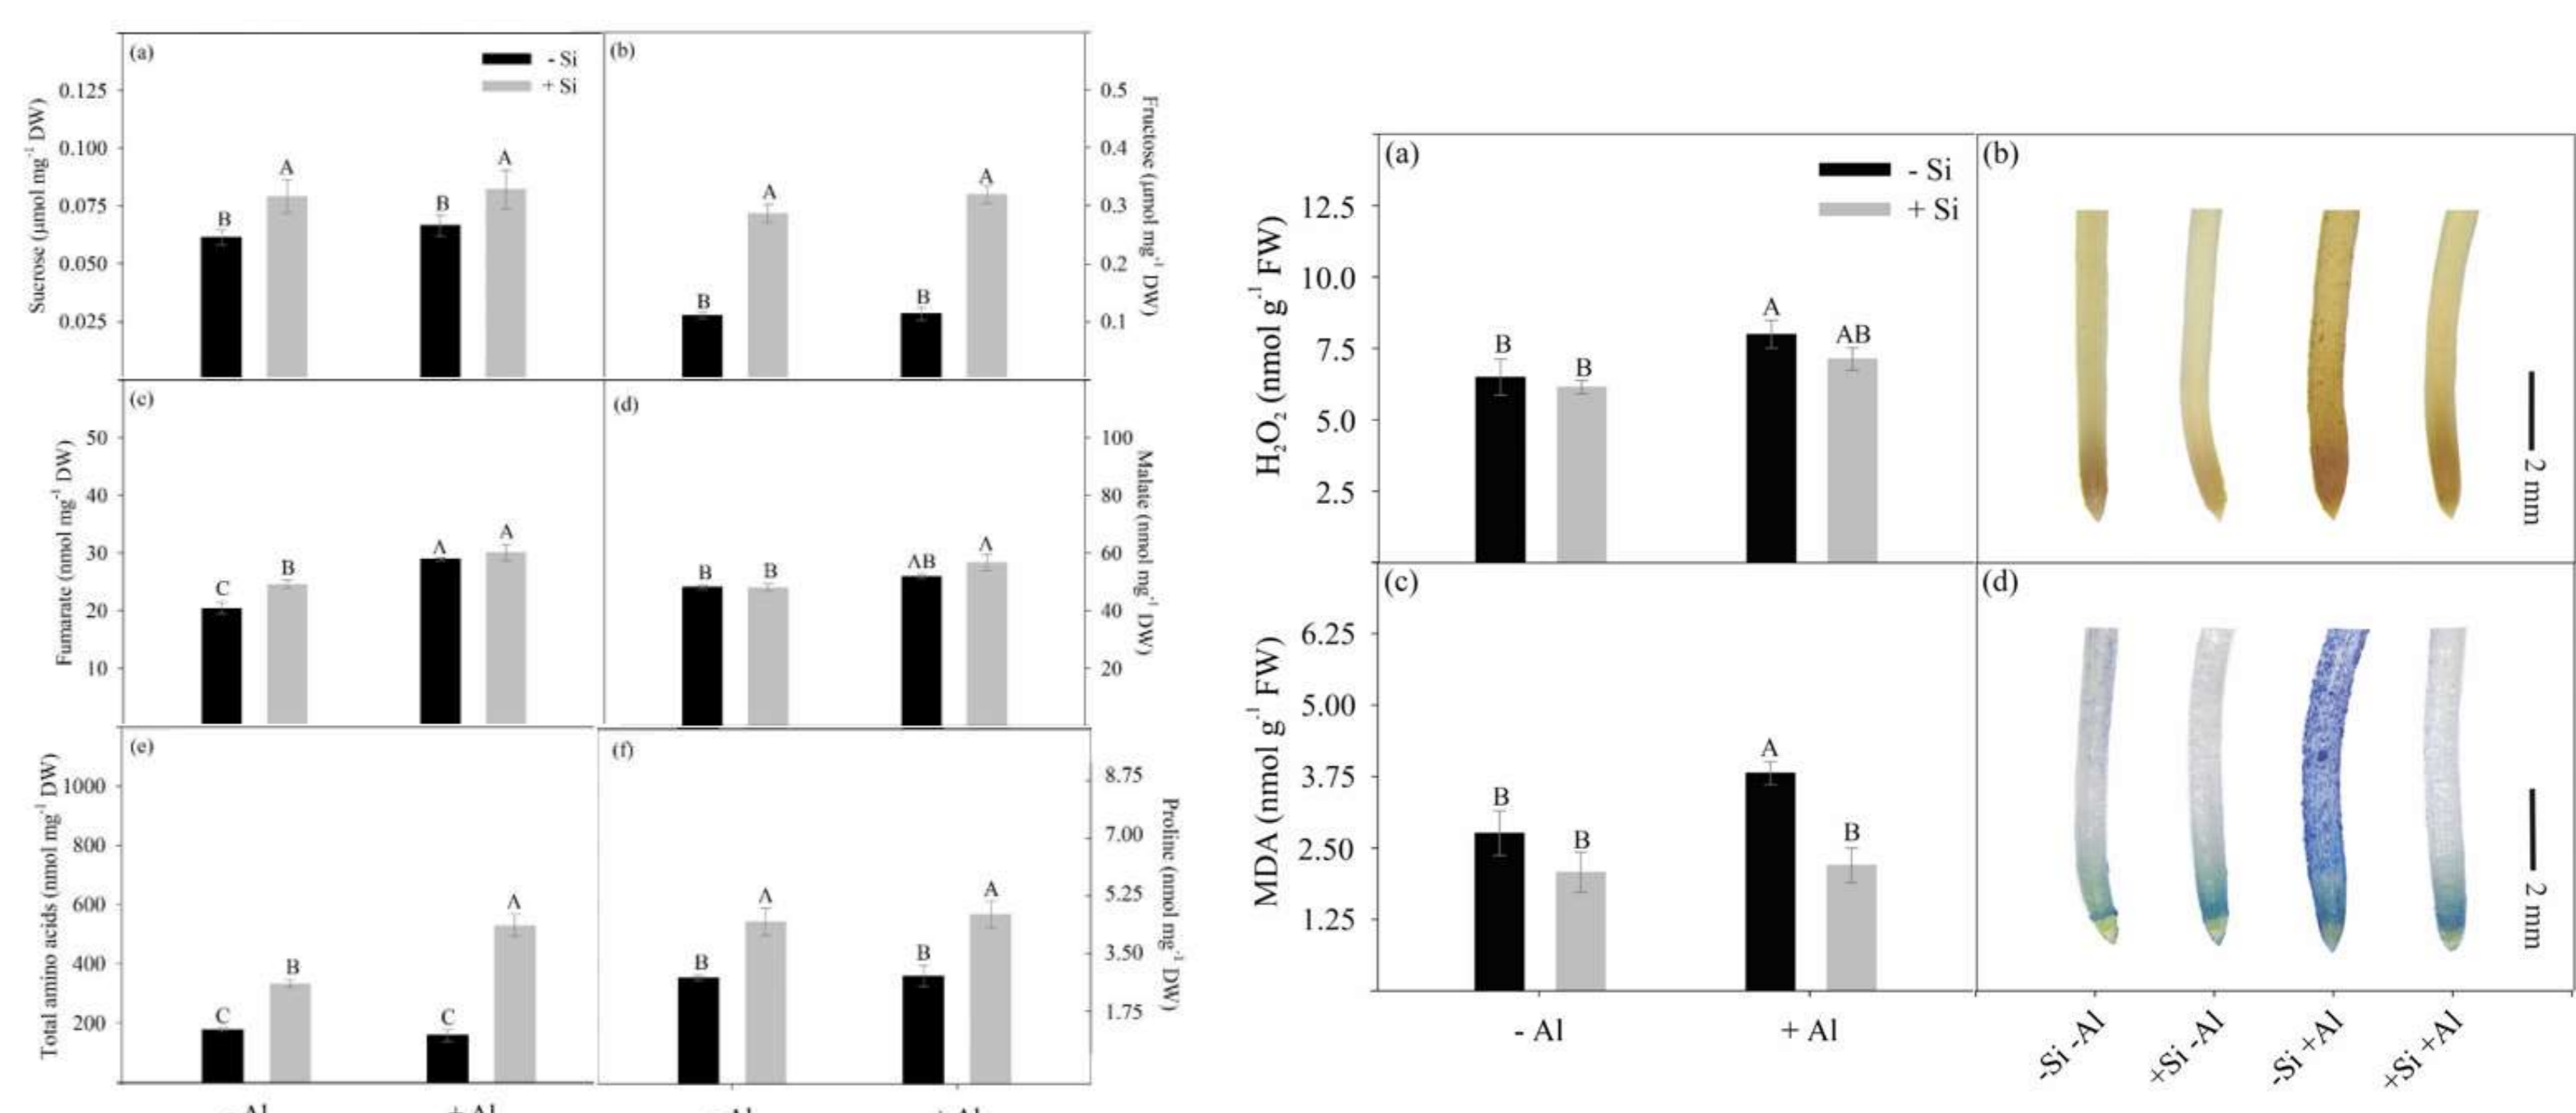 (a)
- Si
+ Si
0.125
0.100
0.075
0.050
0.025
Sucrose (µmol mg-1 DW)
B
A
B
A
(b)
0.5
0.4
0.3
0.2
0.1
Fructose (µmol mg-1 DW)
B
A
B
A
(c)
50
40
30
20
10
Fumarate (nmol mg-1 DW)
C
B
A
A
(d)
100
80
60
40
20
Malate (nmol mg-1 DW)
B
B
AB
A
(e)
1000
800
600
400
200
Total amino acids (nmol mg-1 DW)
C
B
C
A
(f)
8.75
7.00
5.25
3.50
1.75
Proline (nmol mg-1 DW)
B
A
B
A
- Al
+ Al
- Al
+ Al
(a)
- Si
+ Si
12.5
10.0
7.5
5.0
2.5
H₂O₂ (nmol g-1 FW)
B
B
A
AB
(b)
2 mm
(c)
6.25
5.00
3.75
2.50
1.25
MDA (nmol g-1 FW)
B
B
A
B
- Al
+ Al
(d)
2 mm
-Si -Al
+Si -Al
-Si +Al
+Si +Al